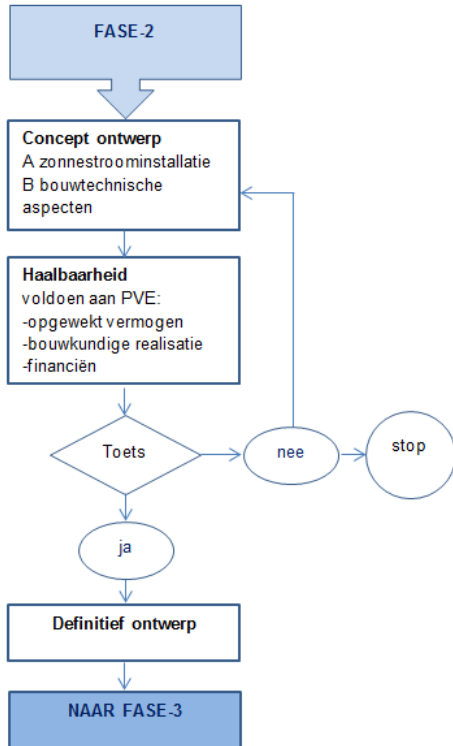 FASE-2
Concept ontwerp
A zonnestroominstallatie
B bouwtechnische
aspecten
Haalbaarheid
voldoen aan PVE:
-opgewekt vermogen
-bouwkundige realisatie
-financiën
Toets
nee
stop
ja
Definitief ontwerp
NAAR FASE-3